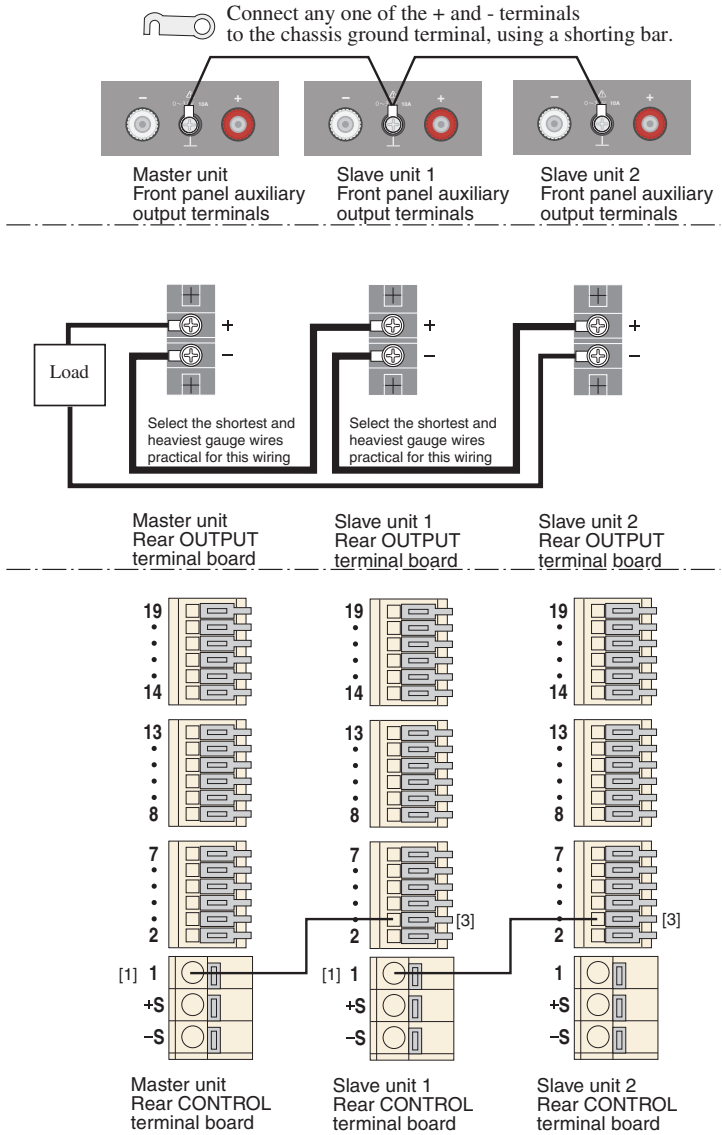 Connect any one of the + and - terminals
to the chassis ground terminal, using a shorting bar.
− + − + − +
0~ 10A 0~ 10A 0~ 10A
Master unit
Front panel auxiliary
output terminals
Slave unit 1
Front panel auxiliary
output terminals
Slave unit 2
Front panel auxiliary
output terminals
+ + +
− − −
Load
Select the shortest and
heaviest gauge wires
practical for this wiring
Select the shortest and
heaviest gauge wires
practical for this wiring
Master unit
Rear OUTPUT
terminal board
Slave unit 1
Rear OUTPUT
terminal board
Slave unit 2
Rear OUTPUT
terminal board
19
14
13
8
7
2
[1] 1
+S
−S
Master unit
Rear CONTROL
terminal board
19
14
13
8
7
[3]
2
[1] 1
+S
−S
Slave unit 1
Rear CONTROL
terminal board
19
14
13
8
7
[3]
2
1
+S
−S
Slave unit 2
Rear CONTROL
terminal board